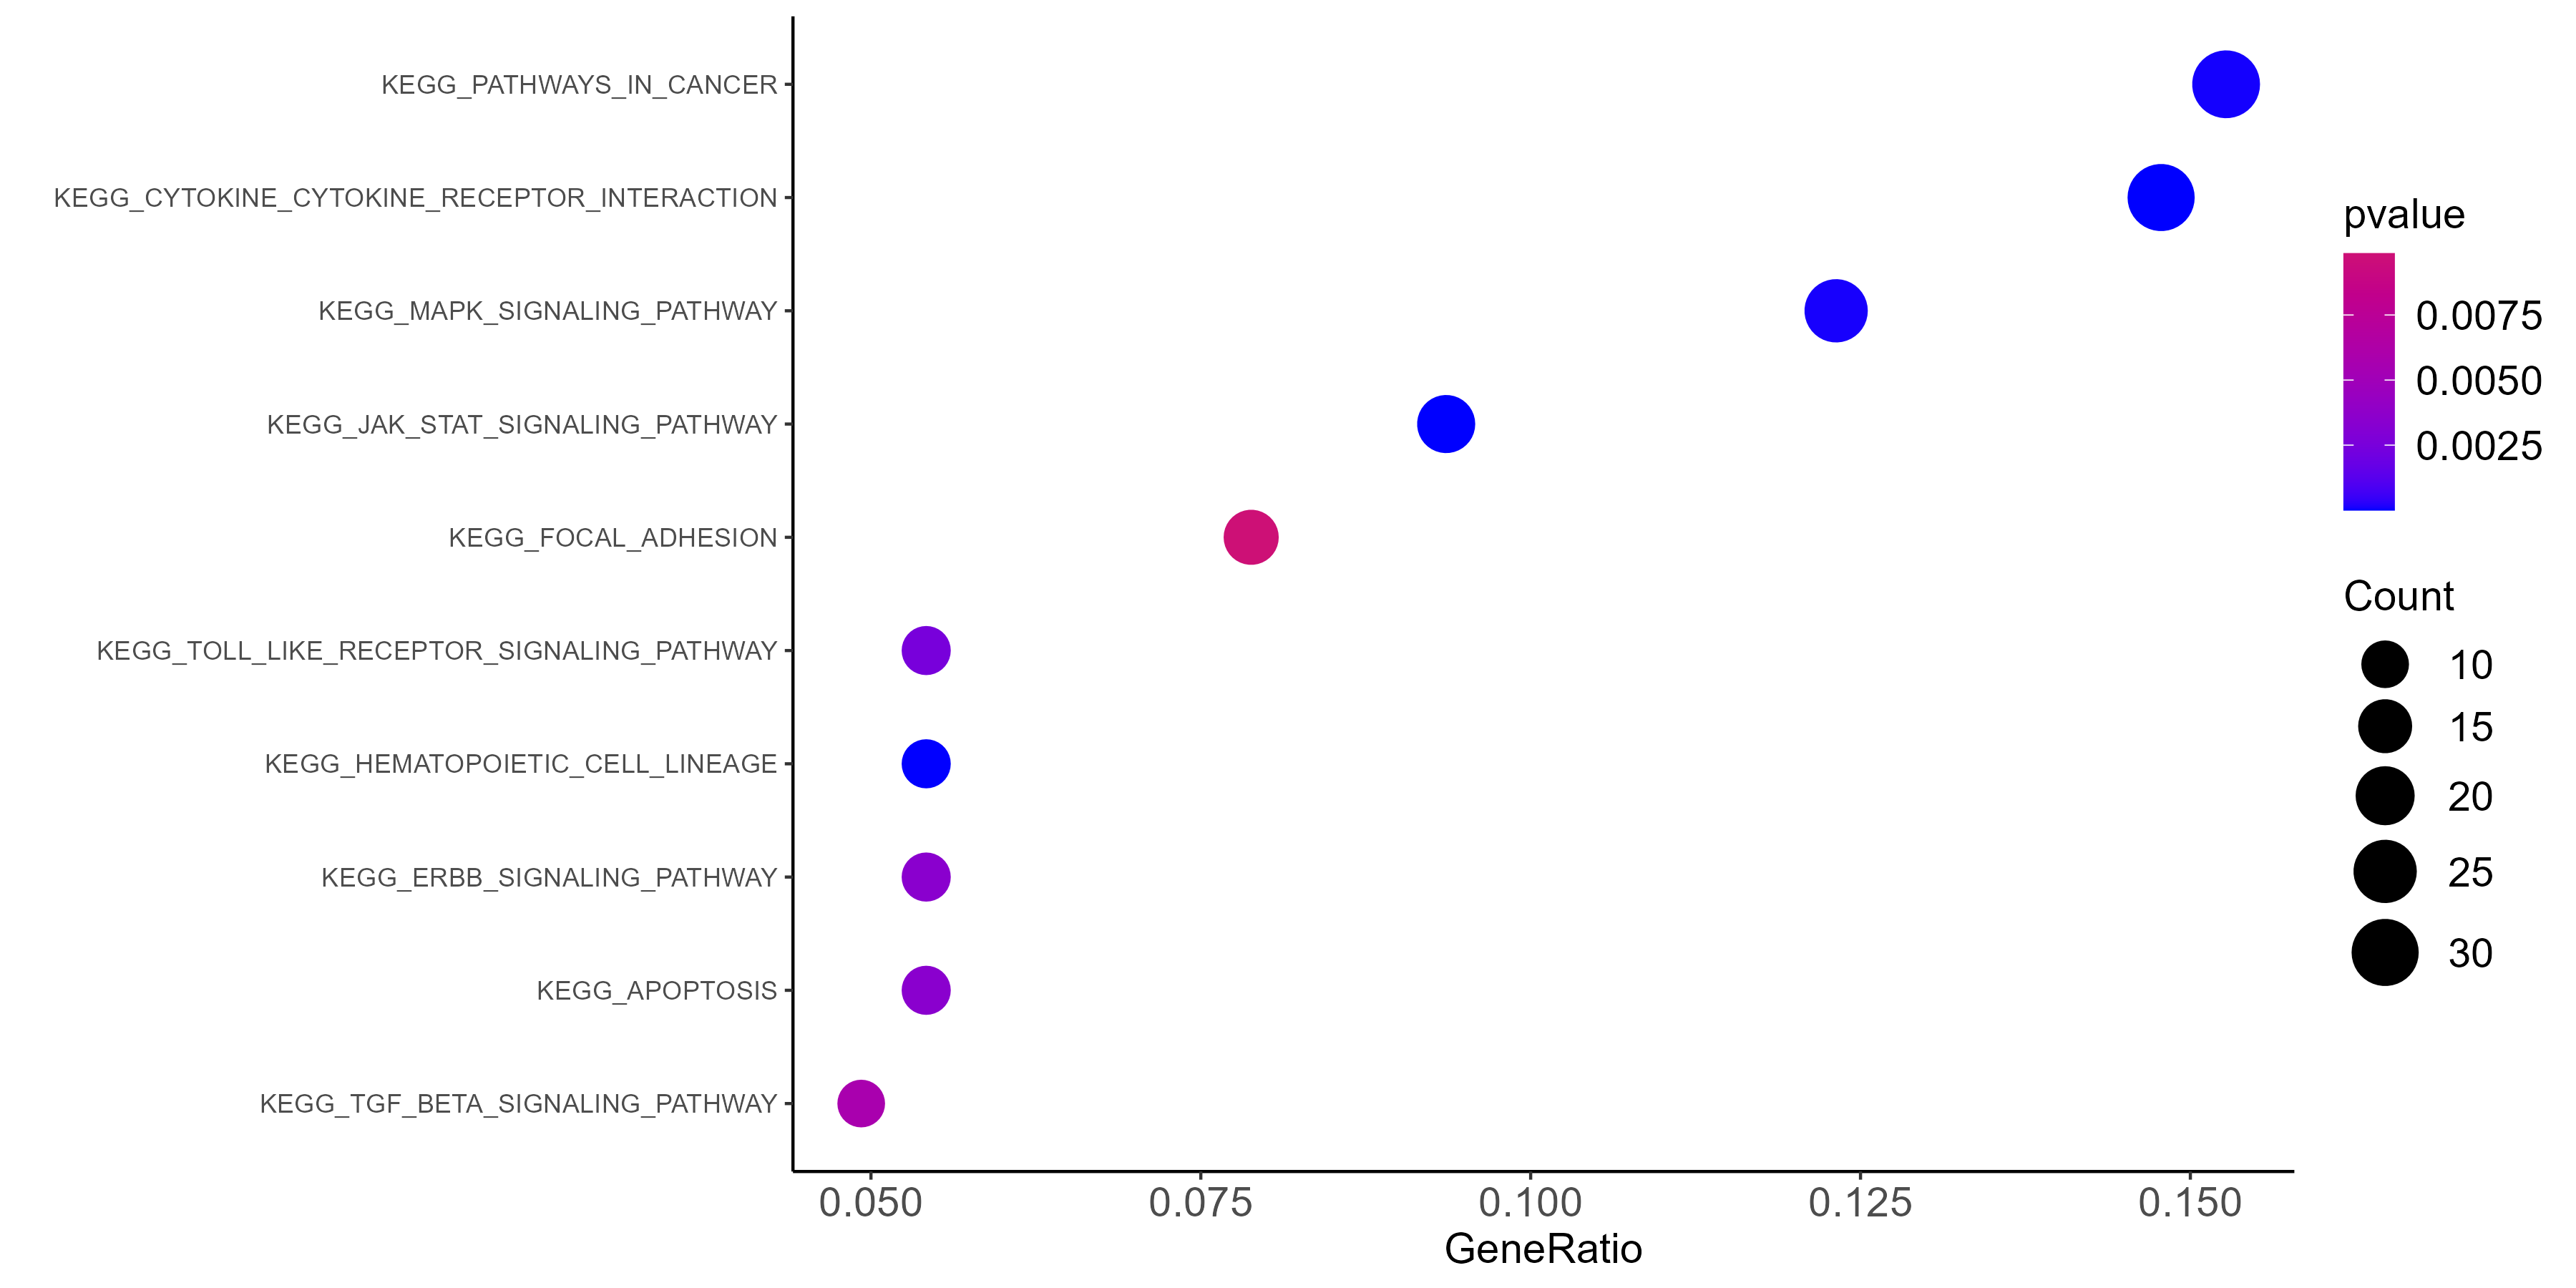 KEGG_PATHWAYS_IN_CANCER
KEGG_CYTOKINE_CYTOKINE_RECEPTOR_INTERACTION
KEGG_MAPK_SIGNALING_PATHWAY
KEGG_JAK_STAT_SIGNALING_PATHWAY
KEGG_FOCAL_ADHESION
KEGG_TOLL_LIKE_RECEPTOR_SIGNALING_PATHWAY
KEGG_HEMATOPOIETIC_CELL_LINEAGE
KEGG_ERBB_SIGNALING_PATHWAY
KEGG_APOPTOSIS
KEGG_TGF_BETA_SIGNALING_PATHWAY
0.050 0.075 0.100 0.125 0.150
GeneRatio
pvalue
0.0075
0.0050
0.0025
Count
10
15
20
25
30